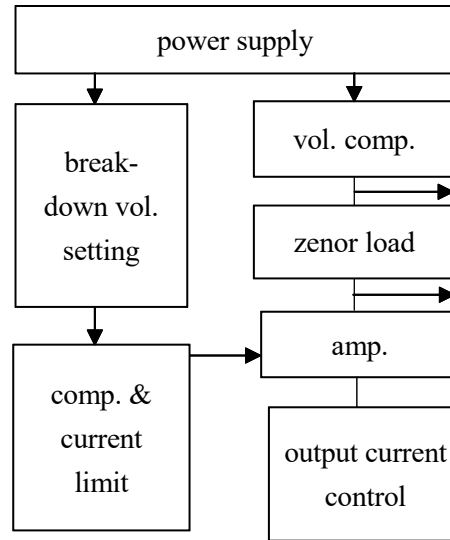 power supply
break-
down vol.
setting
vol. comp.
zenor load
amp.
comp. &
current
limit
output current
control